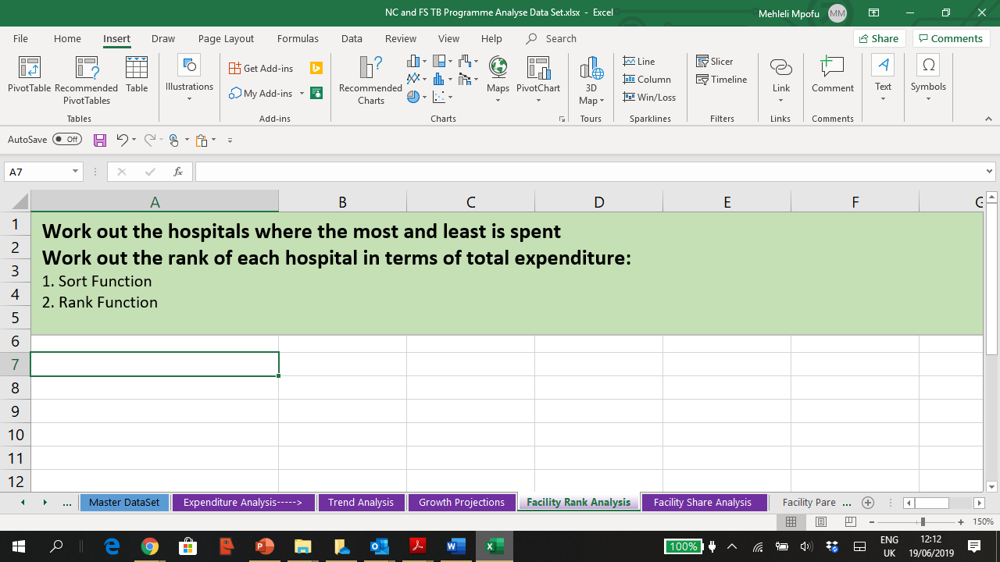 NC and FS TB Programme Analyse Data Set.xlsx - Excel
Mehleli Mpofu MM
File Home Insert Draw Page Layout Formulas Data Review View Help Search Share Comments
PivotTable Recommended PivotTables Table
Tables
Illustrations
Get Add-ins
My Add-ins
Add-ins
Recommended Charts
Maps PivotChart
Charts
3D Map
Tours
Line
Column
Win/Loss
Sparklines
Slicer
Timeline
Filters
Link
Links
Comment
Comments
Text
Symbols
AutoSave Off
A7 fx
A B C D E F G
1
2
3
4
5
6
7
8
9
10
11
12
Work out the hospitals where the most and least is spent
Work out the rank of each hospital in terms of total expenditure:
1. Sort Function
2. Rank Function
... Master DataSet Expenditure Analysis-----> Trend Analysis Growth Projections Facility Rank Analysis Facility Share Analysis Facility Pare ...
150%
100% ENG 12:12
UK 19/06/2019